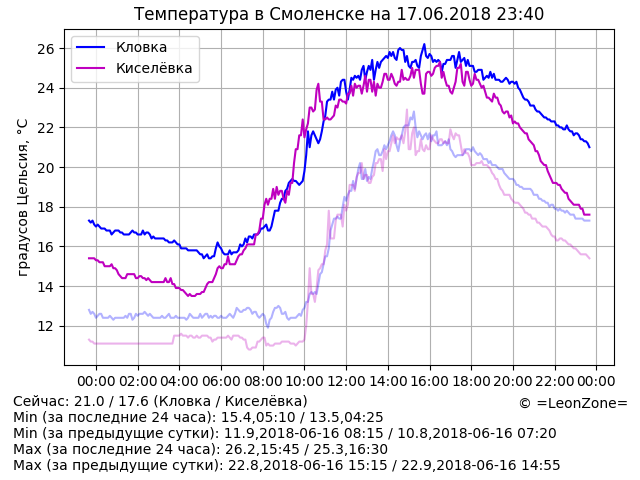 Температура в Смоленске на 17.06.2018 23:40
Кловка
Киселёвка
градусов Цельсия, °C
26
24
22
20
18
16
14
12
00:00 02:00 04:00 06:00 08:00 10:00 12:00 14:00 16:00 18:00 20:00 22:00 00:00
Сейчас: 21.0 / 17.6 (Кловка / Киселёвка)
© =LeonZone=
Min (за последние 24 часа): 15.4,05:10 / 13.5,04:25
Min (за предыдущие сутки): 11.9,2018-06-16 08:15 / 10.8,2018-06-16 07:20
Max (за последние 24 часа): 26.2,15:45 / 25.3,16:30
Max (за предыдущие сутки): 22.8,2018-06-16 15:15 / 22.9,2018-06-16 14:55